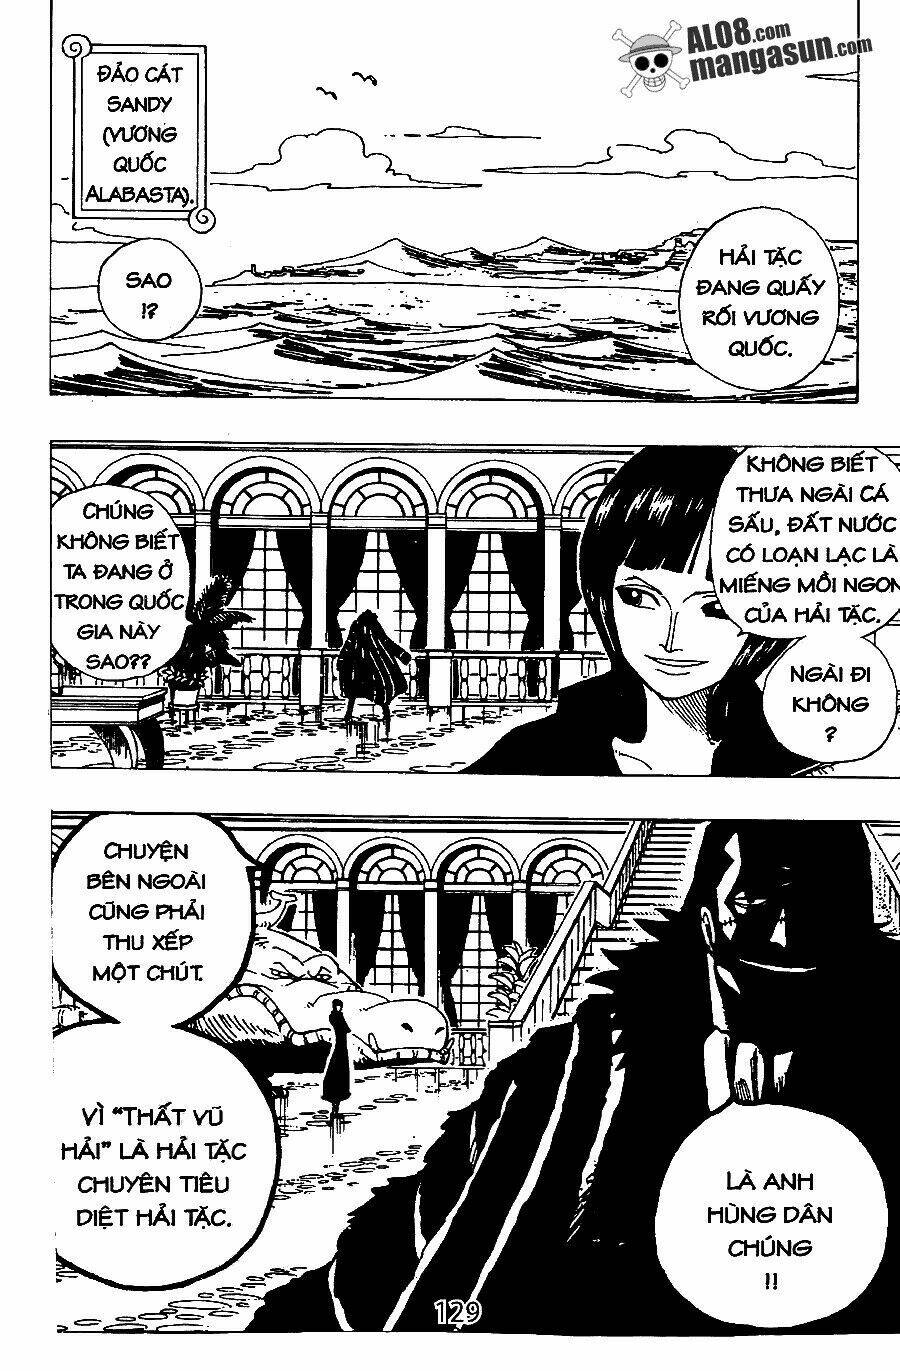 AL08.com
mangasun.com
ĐẢO CÁT
SANDY
(VƯƠNG
QUỐC
ALABASTA).
HẢI TẶC
ĐANG QUẤY
RỐI VƯƠNG
QUỐC.
SAO
!?
KHÔNG BIẾT
THƯA NGÀI CÁ
SẤU, ĐẤT NƯỚC
CÓ LOẠN LẠC LÀ
MIẾNG MỒI NGON
CỦA HẢI TẶC.
NGÀI ĐI
KHÔNG
?
CHÚNG
KHÔNG BIẾT
TA ĐANG Ở
TRONG QUỐC
GIA NÀY
SAO??
CHUYỆN
BÊN NGOÀI
CŨNG PHẢI
THU XẾP
MỘT CHÚT.
VÌ "THẤT VŨ
HẢI" LÀ HẢI TẶC
CHUYÊN TIÊU
DIỆT HẢI TẶC.
LÀ ANH
HÙNG DÂN
CHÚNG
!!
129